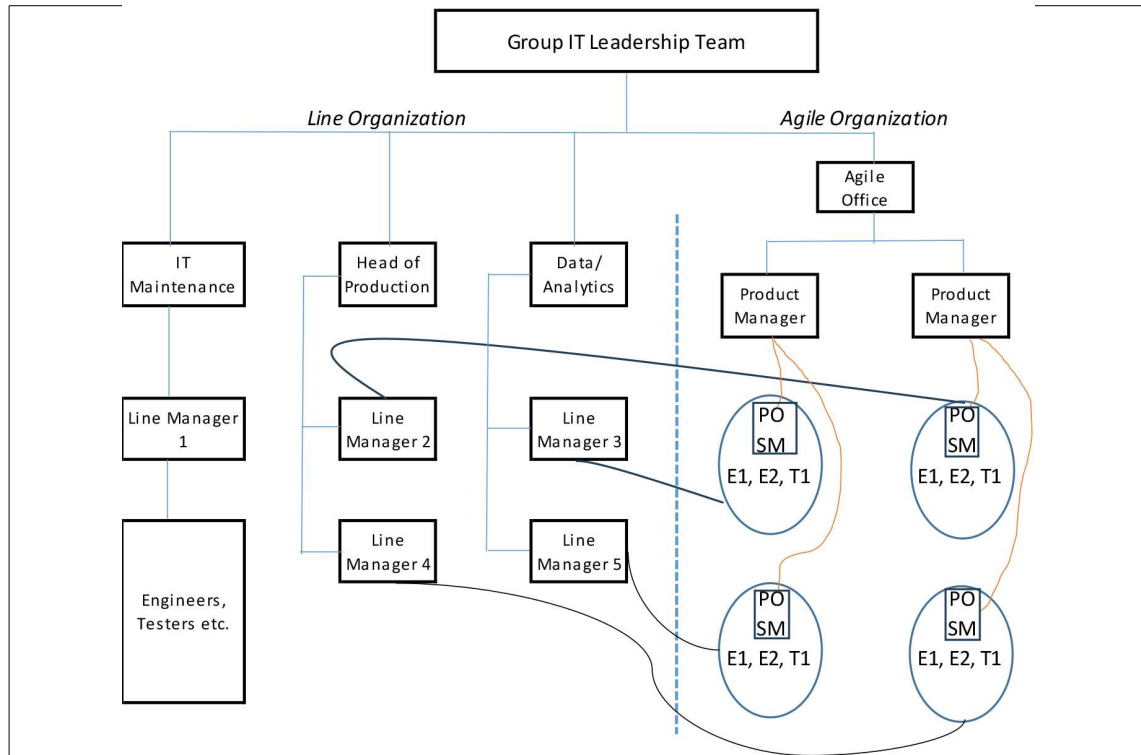 Group IT Leadership Team
Line Organization
Agile Organization
Agile
Office
IT
Maintenance
Head of
Production
Data/
Analytics
Product
Manager
Product
Manager
Line Manager
1
Line
Manager 2
Line
Manager 3
PO
SM
E1, E2, T1
PO
SM
E1, E2, T1
Engineers,
Testers etc.
Line
Manager 4
Line
Manager 5
PO
SM
E1, E2, T1
PO
SM
E1, E2, T1